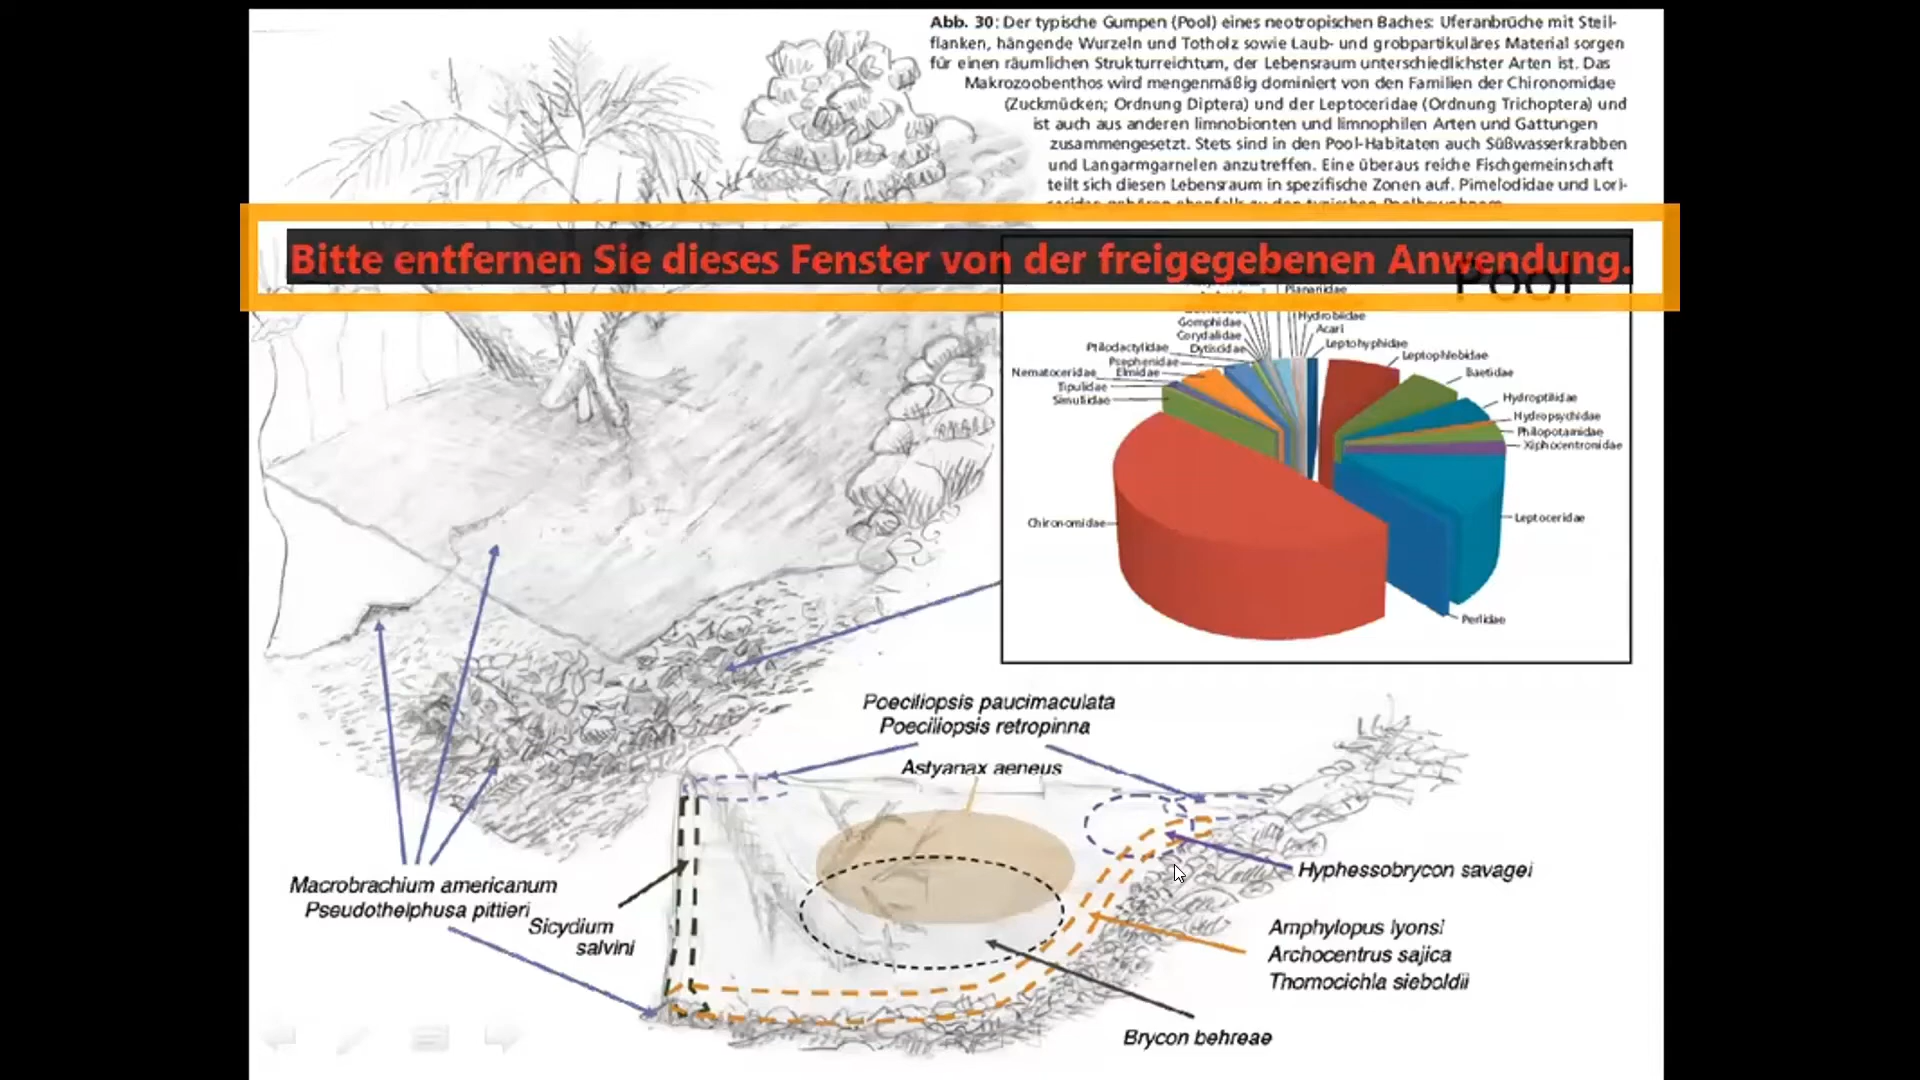 Abb. 30: Der typische Gumpen (Pool) eines neotropischen Baches: Uferanbrüche mit Steil-
flanken, hängende Wurzeln und Totholz sowie Laub- und grobpartikuläres Material sorgen
für einen räumlichen Strukturreichtum, der Lebensraum unterschiedlichster Arten ist. Das
Makrozoobenthos wird mengenmäßig dominiert von den Familien der Chironomidae
(Zuckmücken; Ordnung Diptera) und der Leptoceridae (Ordnung Trichoptera) und
ist auch aus anderen limnobionten und limnophilen Arten und Gattungen
zusammengesetzt. Stets sind in den Pool-Habitaten auch Süßwasserkrabben
und Langarmgarnelen anzutreffen. Eine überaus reiche Fischgemeinschaft
teilt sich diesen Lebensraum in spezifische Zonen auf. Pimelodidae und Lori-
Bitte entfernen Sie dieses Fenster von der freigegebenen Anwendung.
Pool
Planariidae
Hydrobiidae
Gomphidae
Acari
Corydalidae
Leptohyphidae
Ptilodactylidae
Dytiscidae
Leptophlebidae
Psephenidae
Nematoceridae
Elmidae
Baetidae
Tipulidae
Simuliidae
Hydroptilidae
Hydropsychidae
Philopotamidae
Xiphocentronidae
Chironomidae
Leptoceridae
Perlidae
Poeciliopsis paucimaculata
Poeciliopsis retropinna
Astyanax aeneus
Hyphessobrycon savagei
Macrobrachium americanum
Pseudothelphusa pittieri
Sicydium
salvini
Amphylopus lyonsi
Archocentrus sajica
Thomocichla sieboldii
Brycon behreae